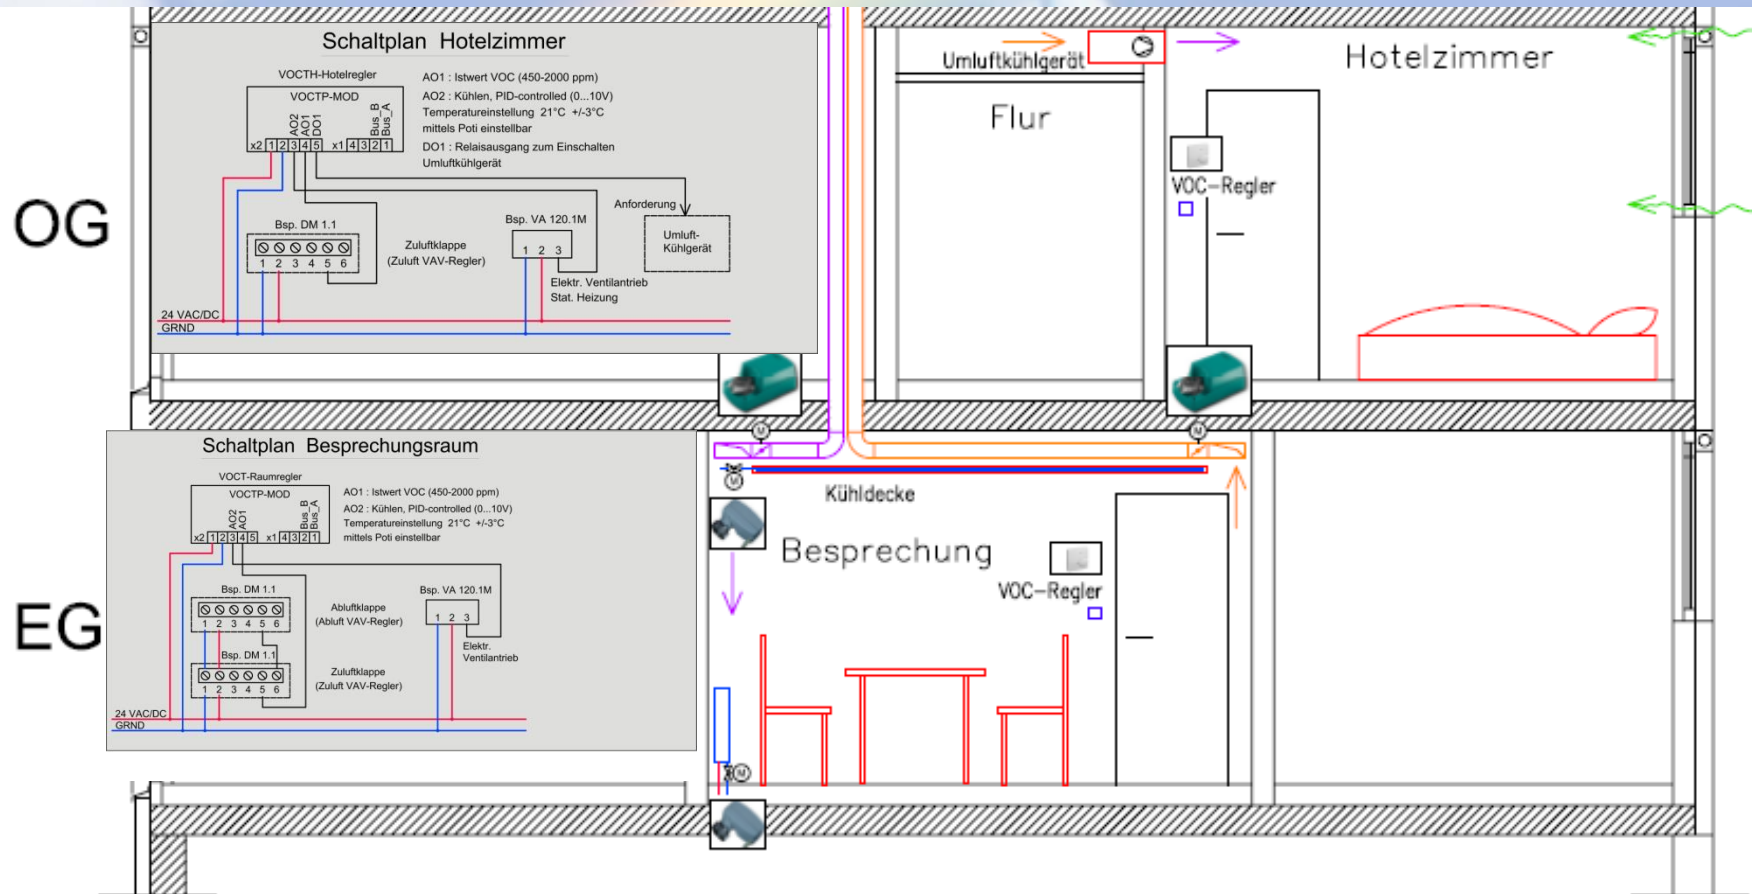 OG
Schaltplan Hotelzimmer
VOCTH-Hotelregler
VOCTP-MOD
AO2
AO1
DO1
Bus_B
Bus_A
x2 1 2 3 4 5 x1 4 3 2 1
AO1 : Istwert VOC (450-2000 ppm)
AO2 : Kühlen, PID-controlled (0...10V)
Temperatureinstellung 21°C +/-3°C
mittels Poti einstellbar
DO1 : Relaisausgang zum Einschalten
Umluftkühlgerät
Bsp. DM 1.1
1 2 3 4 5 6
Zuluftklappe
(Zuluft VAV-Regler)
Bsp. VA 120.1M
1 2 3
Elektr. Ventilantrieb
Stat. Heizung
Anforderung
Umluft-
Kühlgerät
24 VAC/DC
GRND
Umluftkühlgerät
Flur
Hotelzimmer
VOC-Regler
EG
Schaltplan Besprechungsraum
VOCT-Raumregler
VOCTP-MOD
AO2
AO1
Bus_B
Bus_A
x2 1 2 3 4 5 x1 4 3 2 1
AO1 : Istwert VOC (450-2000 ppm)
AO2 : Kühlen, PID-controlled (0...10V)
Temperatureinstellung 21°C +/-3°C
mittels Poti einstellbar
Bsp. DM 1.1
1 2 3 4 5 6
Abluftklappe
(Abluft VAV-Regler)
Bsp. DM 1.1
1 2 3 4 5 6
Zuluftklappe
(Zuluft VAV-Regler)
Bsp. VA 120.1M
1 2 3
Elektr.
Ventilantrieb
24 VAC/DC
GRND
M
M
M
Kühldecke
Besprechung
VOC-Regler
M